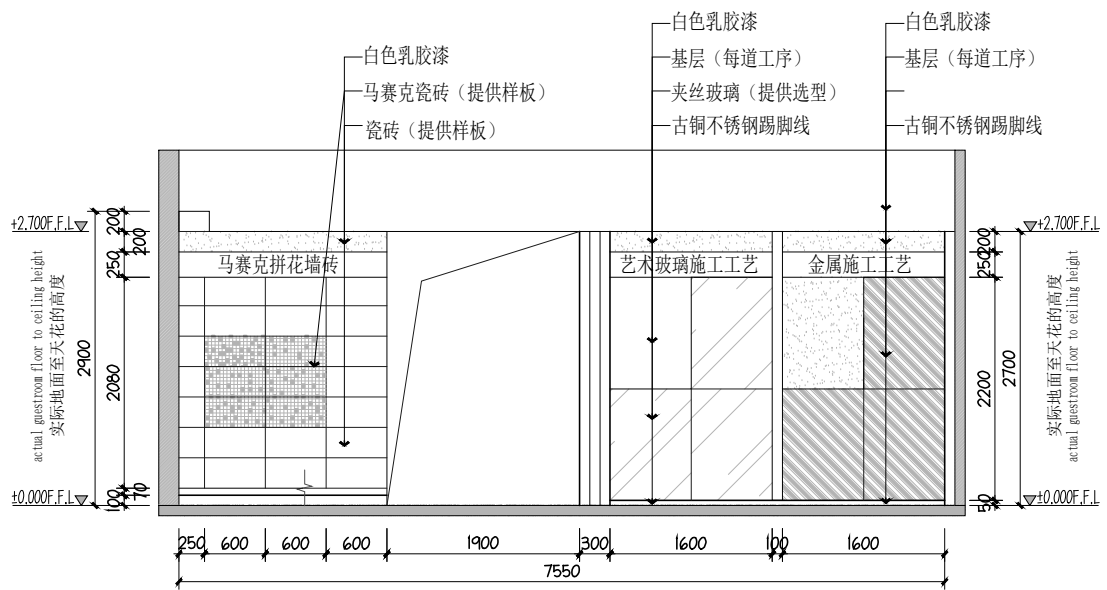 白色乳胶漆
马赛克瓷砖（提供样板）
瓷砖（提供样板）
白色乳胶漆
基层（每道工序）
夹丝玻璃（提供选型）
古铜不锈钢踢脚线
白色乳胶漆
基层（每道工序）
古铜不锈钢踢脚线
+2.700F.F.L
+2.700F.F.L
马赛克拼花墙砖
艺术玻璃施工工艺
金属施工工艺
actual guestroom floor to ceiling height
实际地面至天花的高度
2900
200
200
250
2080
70
100
200
250
2200
50
2700
实际地面至天花的高度
actual guestroom floor to ceiling height
±0.000F.F.L
±0.000F.F.L
250
600
600
600
1900
300
1600
100
1600
7550